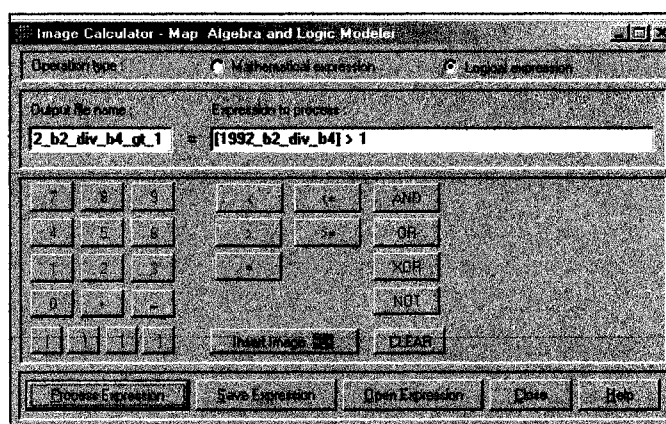 Image Calculator - Map Algebra and Logic Modeler
Operation type : Mathematical expression Logical expression
Output file name : Expression to process :
2_b2_div_b4_gt_1 = [1992_b2_div_b4] > 1
7 8 9 < <= AND
4 5 6 > >= OR
1 2 3 = XOR
0 . - NOT
[ ] ( ) Insert Image CLEAR
Process Expression Save Expression Open Expression Close Help